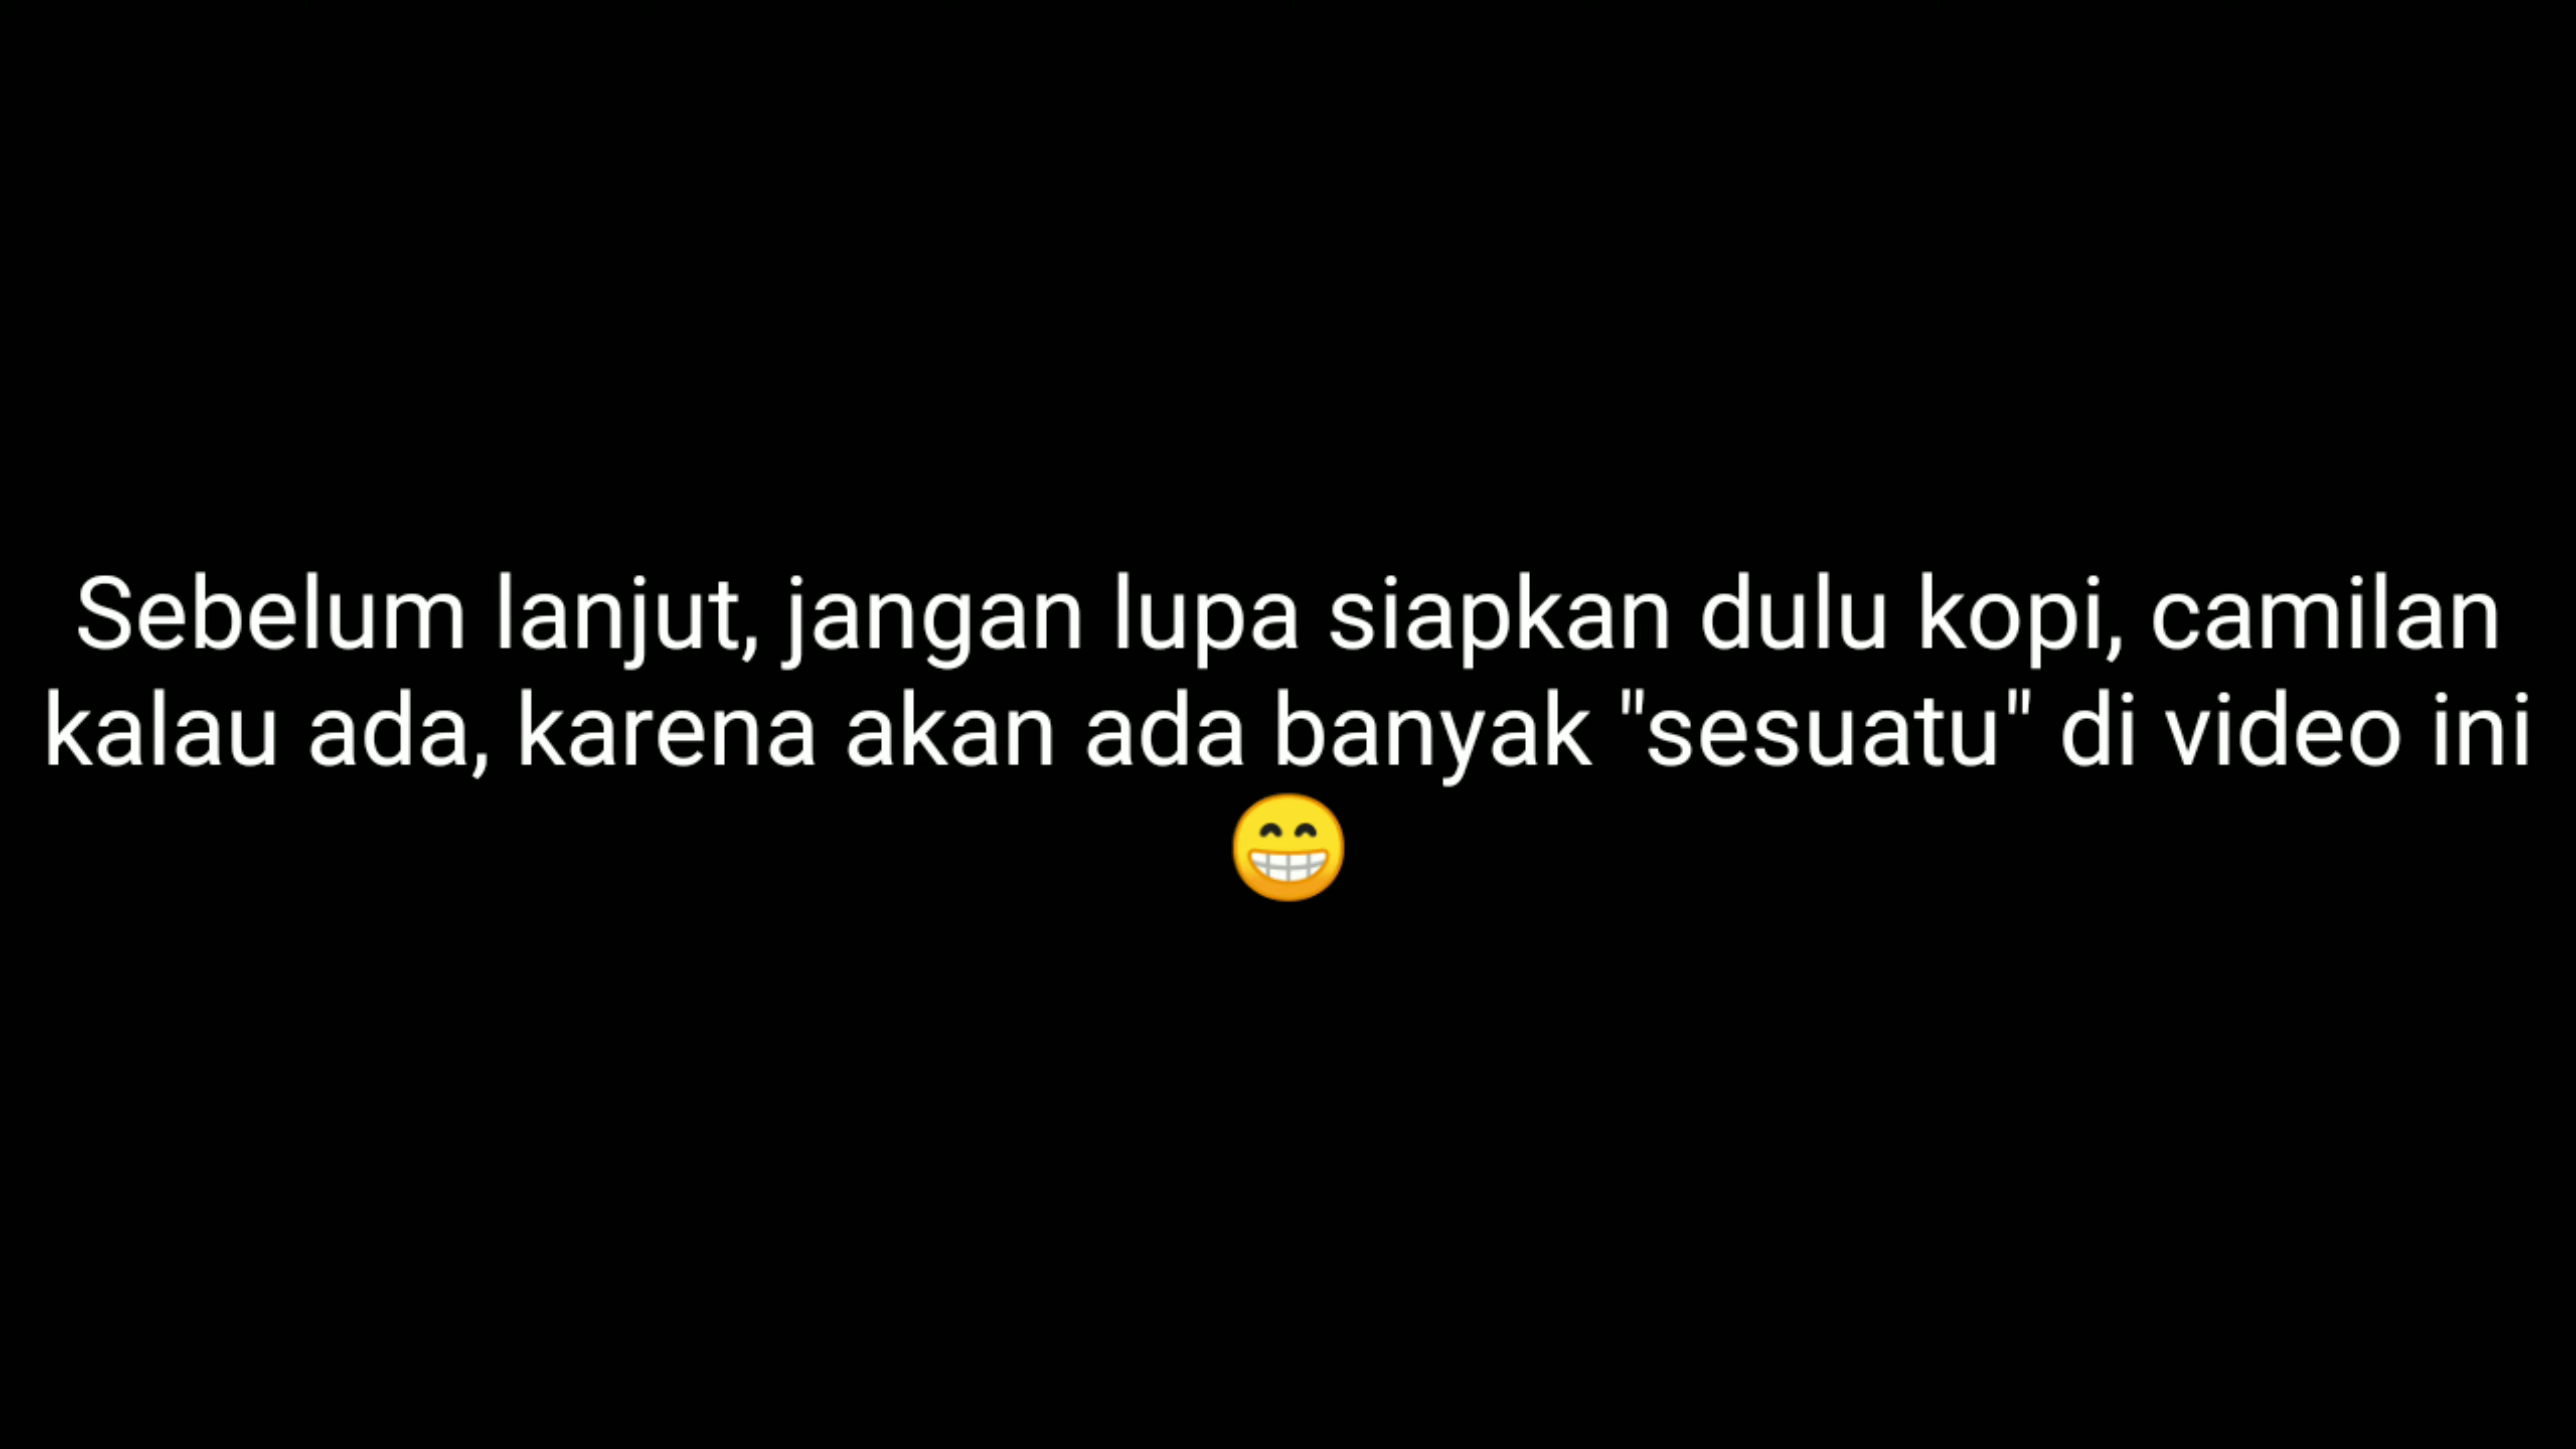 Sebelum lanjut, jangan lupa siapkan dulu kopi, camilan
kalau ada, karena akan ada banyak "sesuatu" di video ini
😁